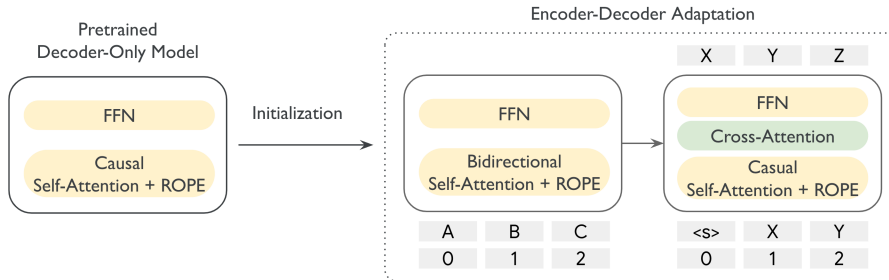 Encoder-Decoder Adaptation
Pretrained
Decoder-Only Model
FFN
Causal
Self-Attention + ROPE
Initialization
FFN
Bidirectional
Self-Attention + ROPE
A B C
0 1 2
X Y Z
FFN
Cross-Attention
Casual
Self-Attention + ROPE
<s> X Y
0 1 2